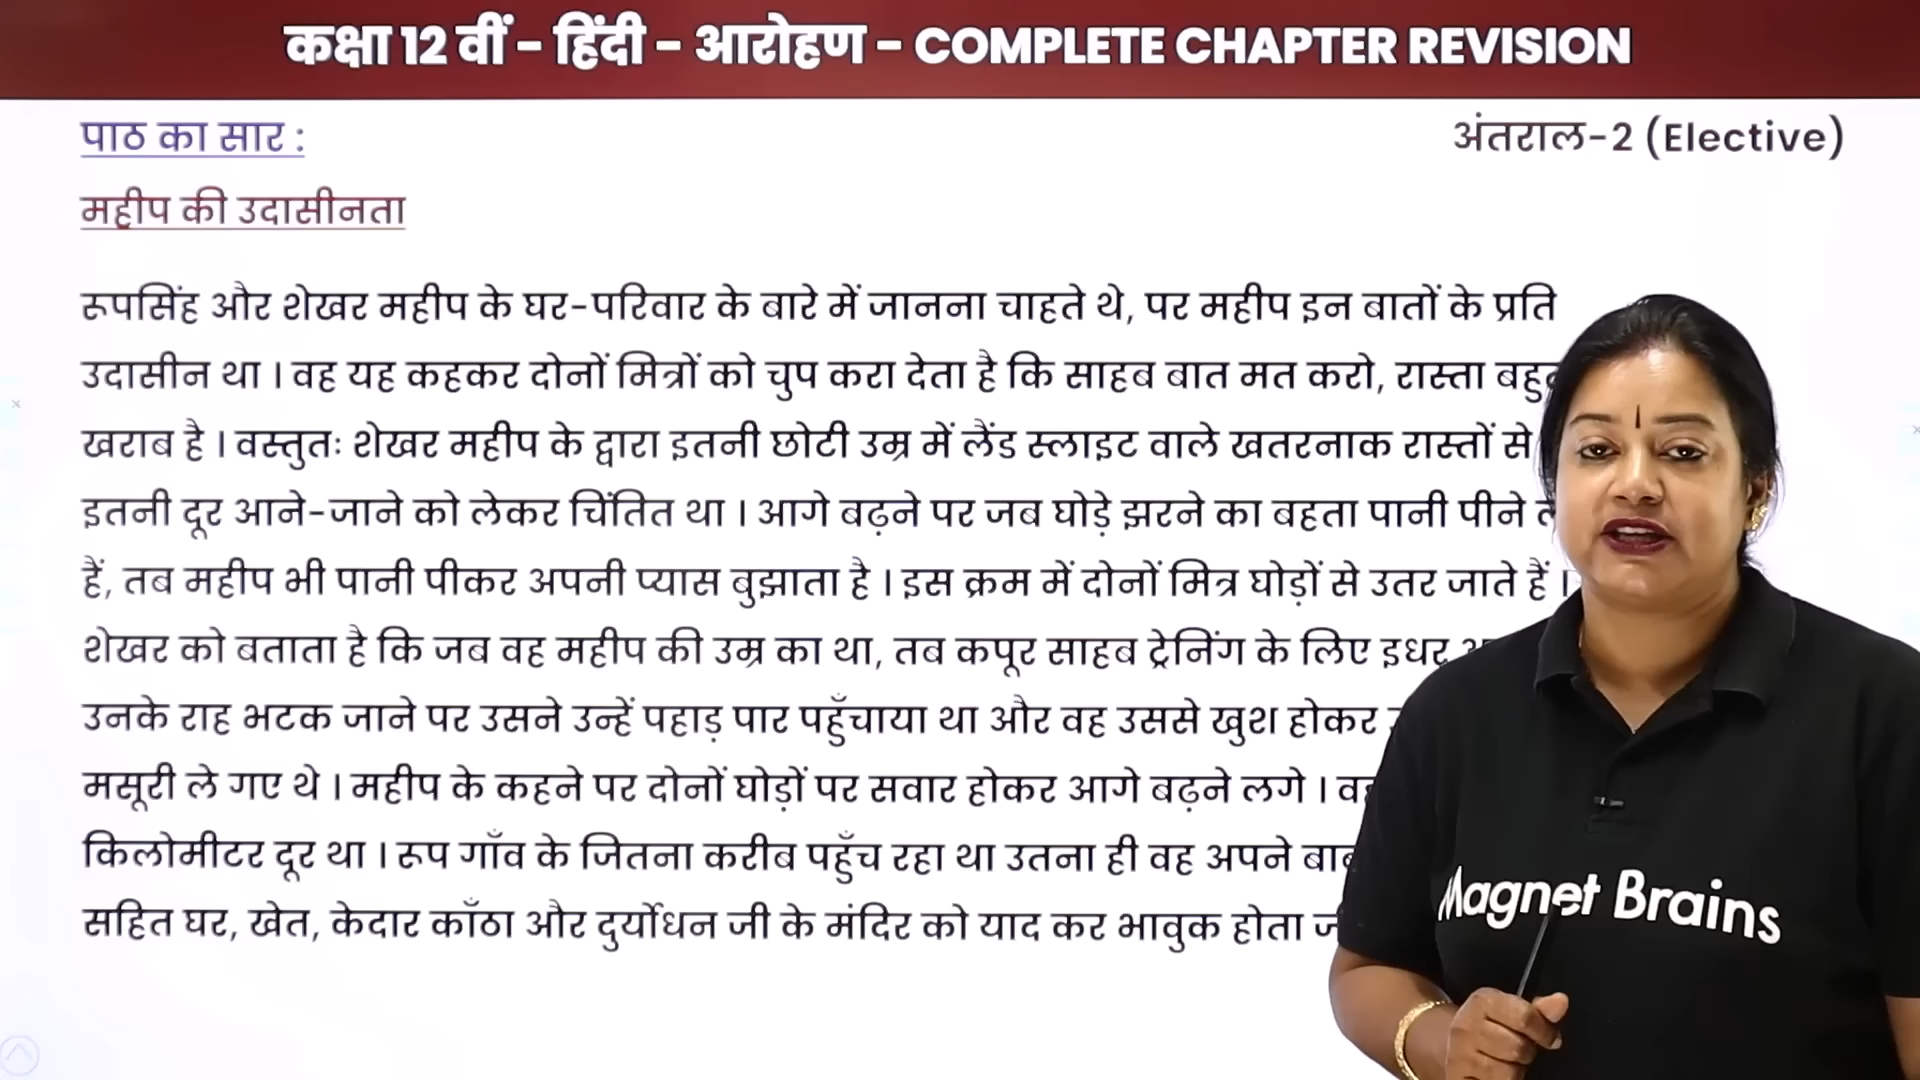 कक्षा 12 वीं - हिंदी - आरोहण - COMPLETE CHAPTER REVISION
पाठ का सार :
अंतराल-2 (Elective)
महीप की उदासीनता
रूपसिंह और शेखर महीप के घर-परिवार के बारे में जानना चाहते थे, पर महीप इन बातों के प्रति
उदासीन था । वह यह कहकर दोनों मित्रों को चुप करा देता है कि साहब बात मत करो, रास्ता
खराब है । वस्तुतः शेखर महीप के द्वारा इतनी छोटी उम्र में लैंड स्लाइट वाले खतरनाक रास्तों से
इतनी दूर आने-जाने को लेकर चिंतित था । आगे बढ़ने पर जब घोड़े झरने का बहता पानी पीने
हैं, तब महीप भी पानी पीकर अपनी प्यास बुझाता है । इस क्रम में दोनों मित्र घोड़ों से उतर जाते हैं ।
शेखर को बताता है कि जब वह महीप की उम्र का था, तब कपूर साहब ट्रेनिंग के लिए इधर
उनके राह भटक जाने पर उसने उन्हें पहाड़ पार पहुँचाया था और वह उससे खुश होकर
मसूरी ले गए थे । महीप के कहने पर दोनों घोड़ों पर सवार होकर आगे बढ़ने लगे ।
किलोमीटर दूर था । रूप गाँव के जितना करीब पहुँच रहा था उतना ही वह अपने
सहित घर, खेत, केदार काँठा और दुर्योधन जी के मंदिर को याद कर भावुक होता
Magnet Brains